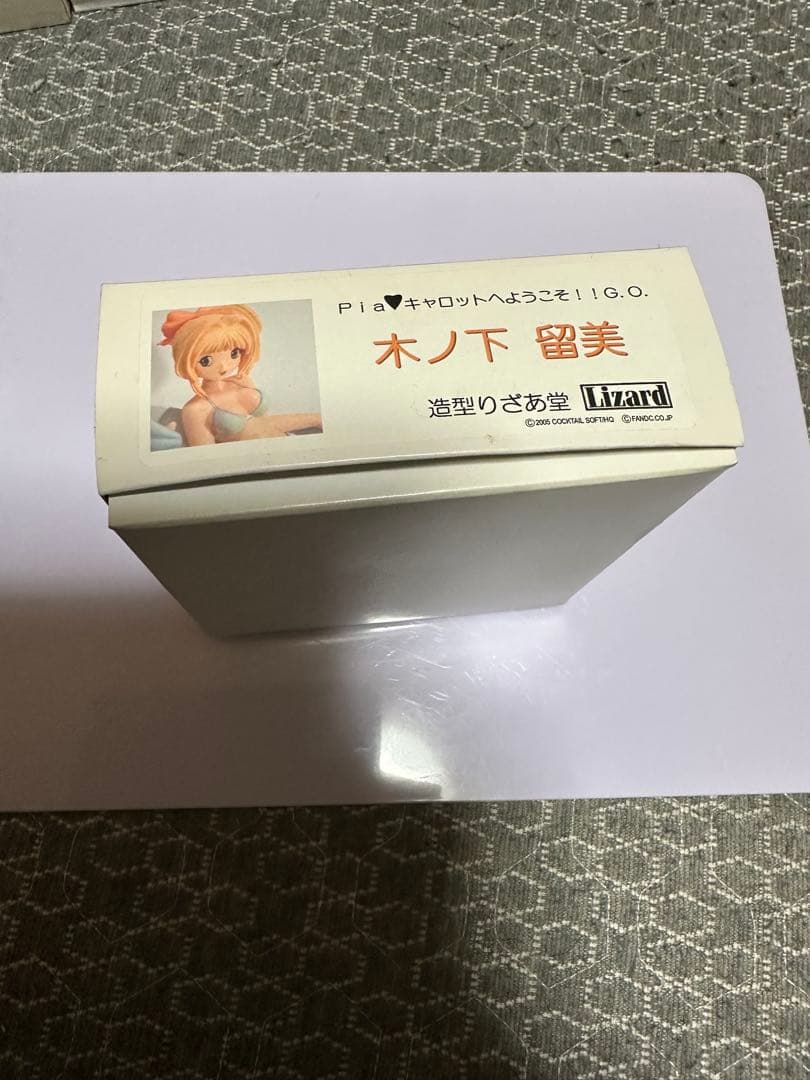 Pia♥キャロットへようこそ！！G.O.
木ノ下 留美
造型りざあ堂 Lizard
©2005 COCKTAIL SOFT/HQ ©FANDC.CO.JP